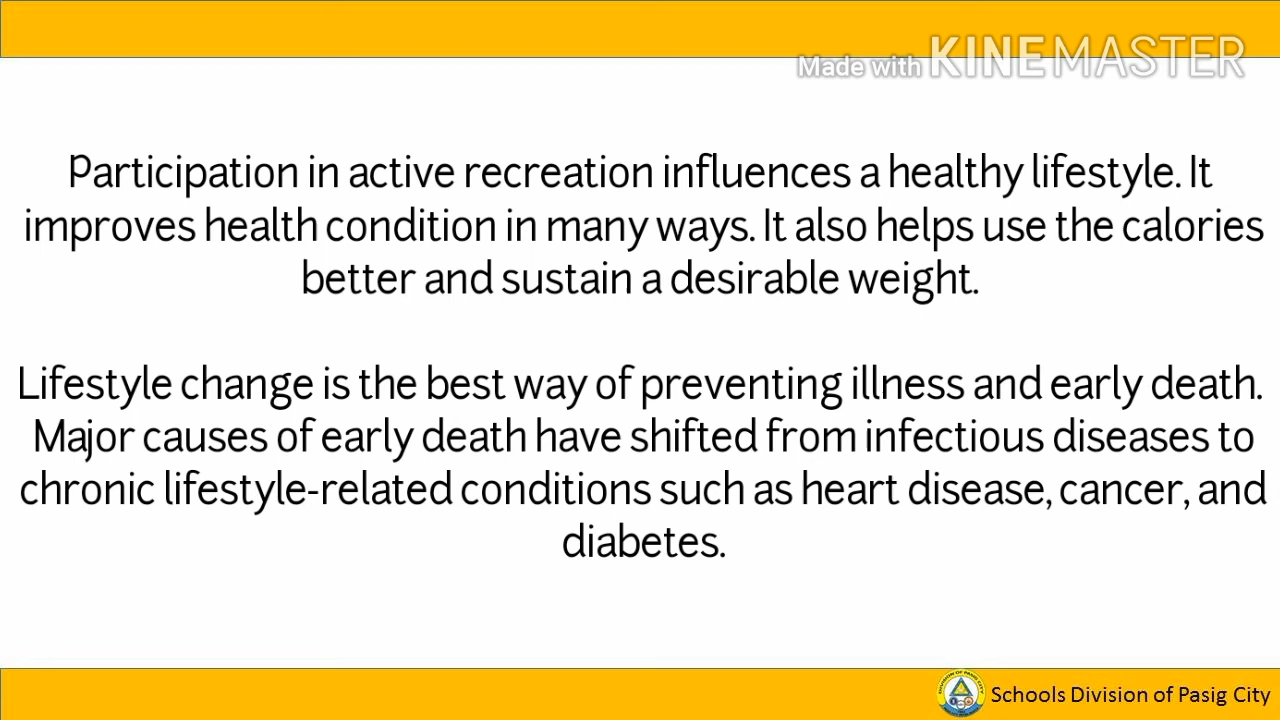 Made with KINEMASTER
Participation in active recreation influences a healthy lifestyle. It
improves health condition in many ways. It also helps use the calories
better and sustain a desirable weight.
Lifestyle change is the best way of preventing illness and early death.
Major causes of early death have shifted from infectious diseases to
chronic lifestyle-related conditions such as heart disease, cancer, and
diabetes.
Schools Division of Pasig City